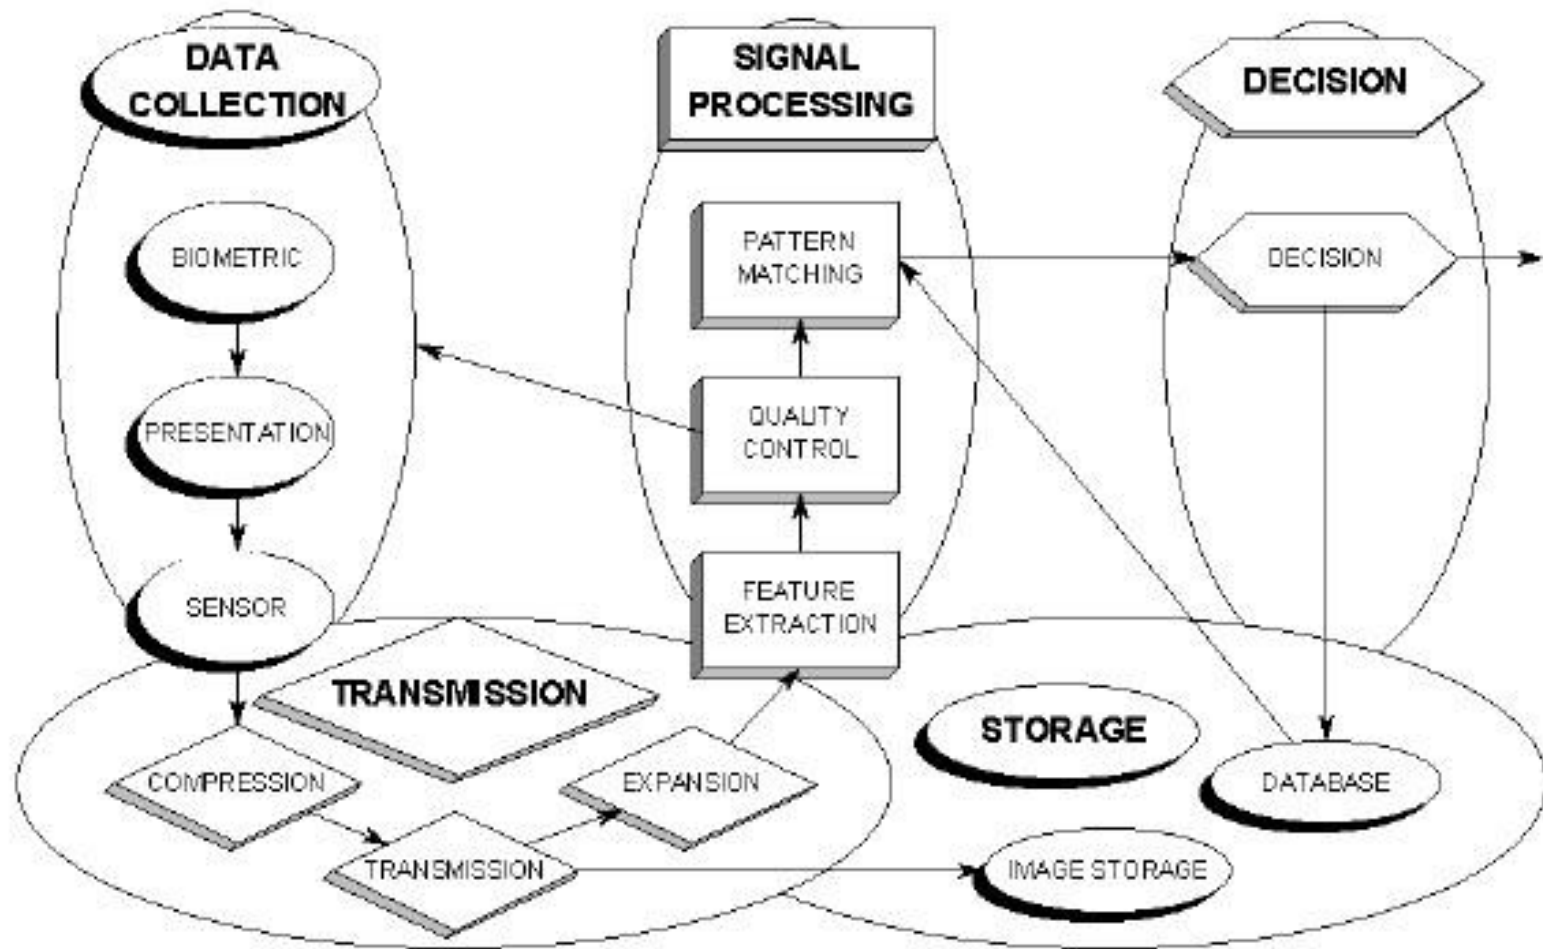 DATA
COLLECTION
BIOMETRIC
PRESENTATION
SENSOR
SIGNAL
PROCESSING
PATTERN
MATCHING
QUALITY
CONTROL
FEATURE
EXTRACTION
DECISION
DECISION
TRANSMISSION
COMPRESSION
EXPANSION
TRANSMISSION
STORAGE
DATABASE
IMAGE STORAGE